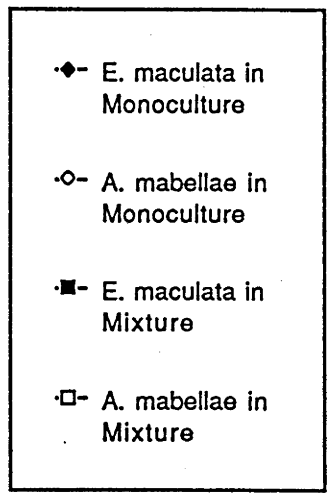 E. maculata in
Monoculture
A. mabellae in
Monoculture
E. maculata in
Mixture
A. mabellae in
Mixture